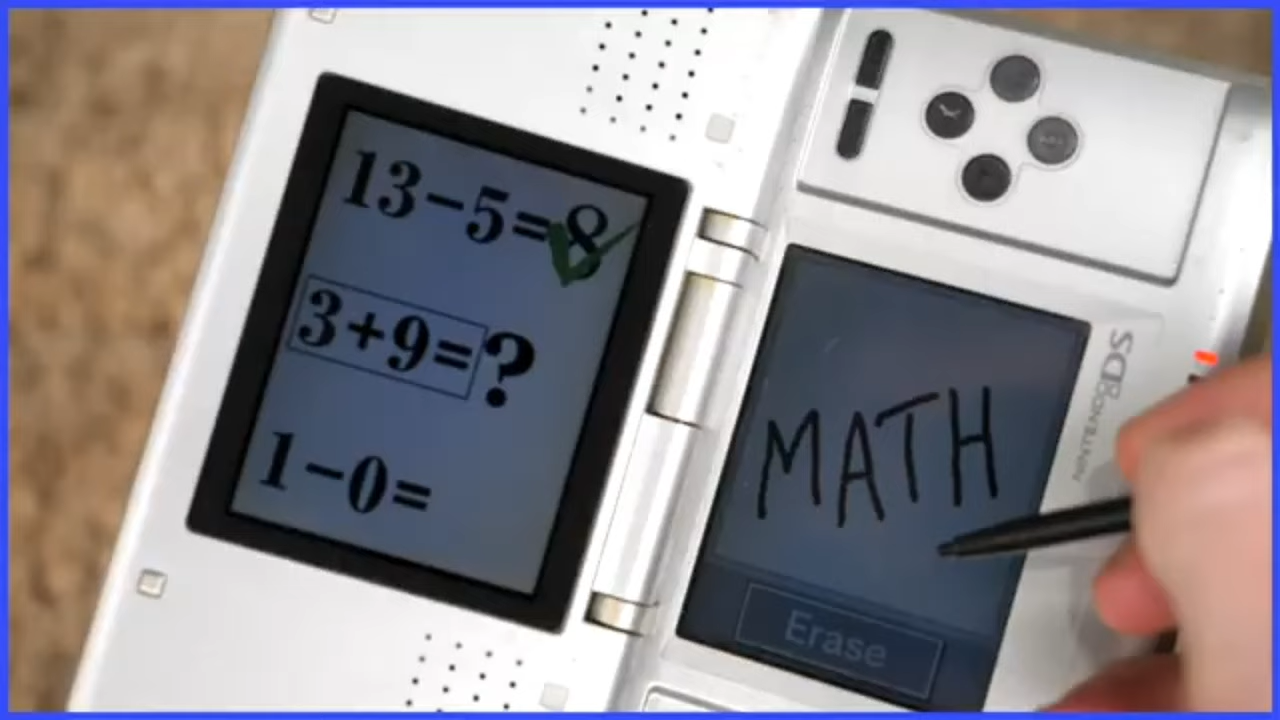 13-5=8
3+9=?
1-0=
MATH
Erase
NINTENDO DS